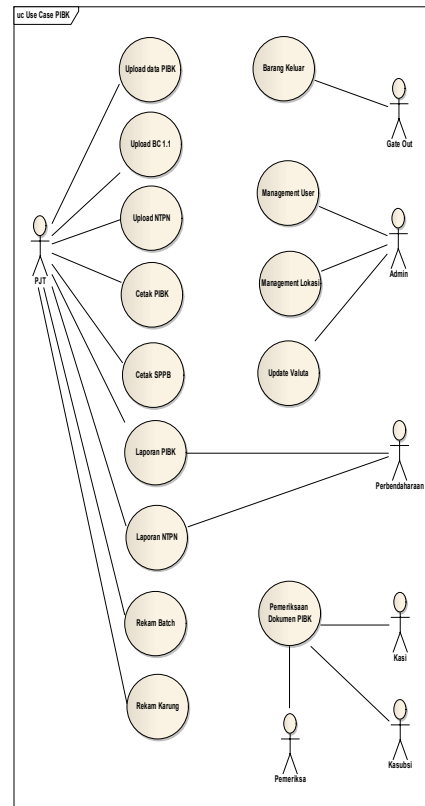 uc Use Case PIBK
Upload data PIBK
Barang Keluar
Gate Out
Upload BC 1.1
Management User
Upload NTPN
PJT
Admin
Management Lokasi
Cetak PIBK
Cetak SPPB
Update Valuta
Laporan PIBK
Perbendaharaan
Laporan NTPN
Pemeriksaan
Dokumen PIBK
Rekam Batch
Kasi
Rekam Karung
Pemeriksa
Kasubsi